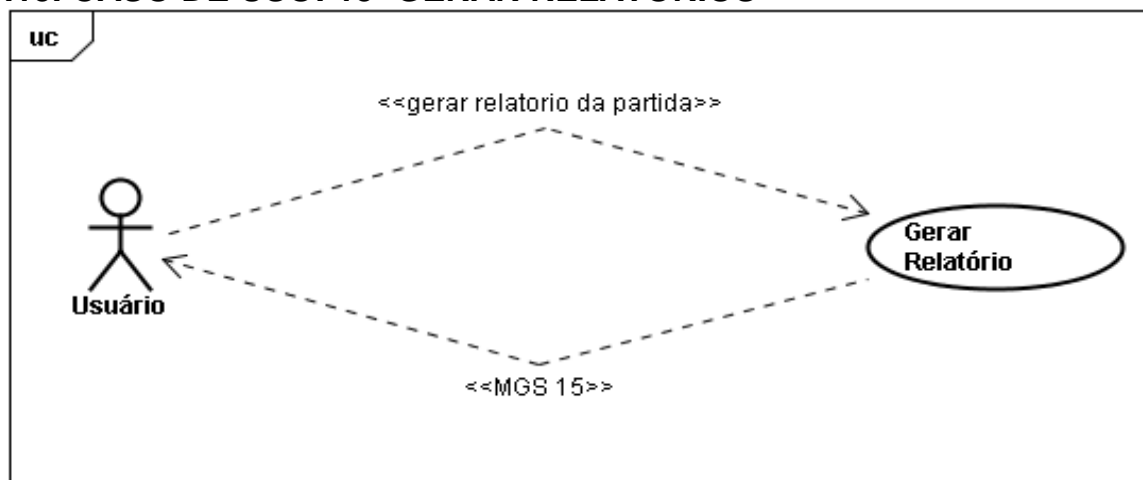 uc
<<gerar relatorio da partida>>
Usuário
Gerar
Relatório
<<MGS 15>>